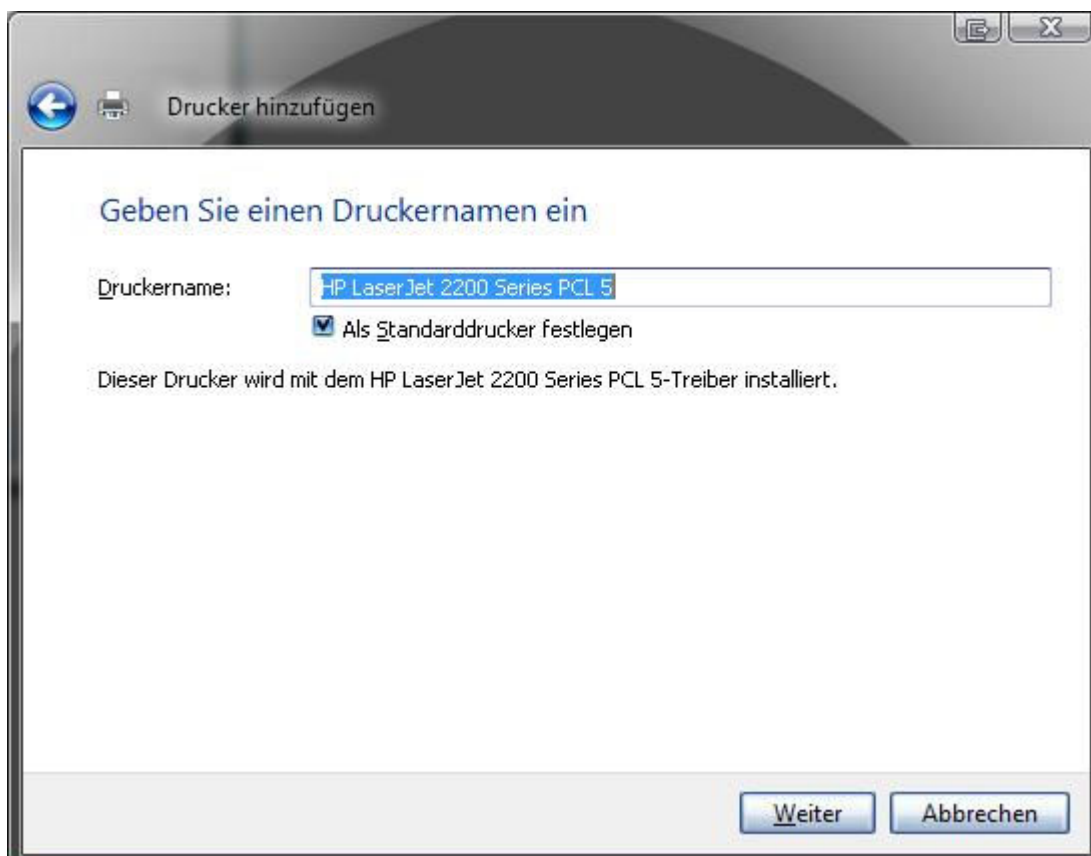 Drucker hinzufügen
Geben Sie einen Druckernamen ein
Druckername: HP LaserJet 2200 Series PCL 5
Als Standarddrucker festlegen
Dieser Drucker wird mit dem HP LaserJet 2200 Series PCL 5-Treiber installiert.
Weiter Abbrechen